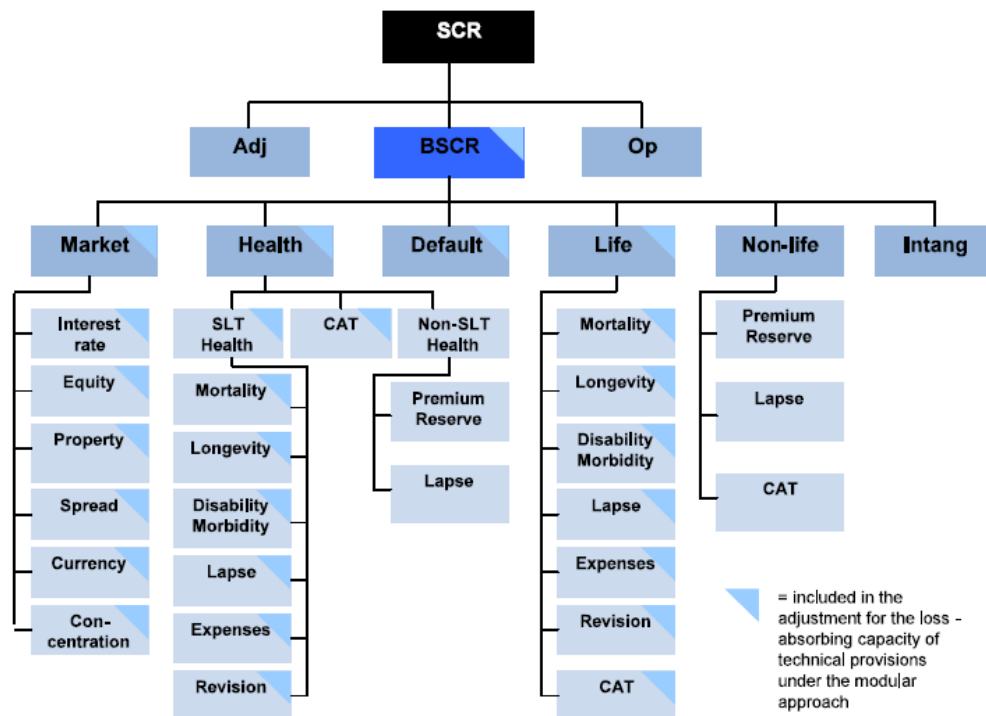 SCR
Adj
BSCR
Op
Market
Health
Default
Life
Non-life
Intang
Interest
rate
Equity
Property
Spread
Currency
Con-
centration
SLT
Health
CAT
Non-SLT
Health
Mortality
Longevity
Disability
Morbidity
Lapse
Expenses
Revision
Premium
Reserve
Lapse
Mortality
Longevity
Disability
Morbidity
Lapse
Expenses
Revision
CAT
Premium
Reserve
Lapse
CAT
= included in the
adjustment for the loss -
absorbing capacity of
technical provisions
under the modular
approach